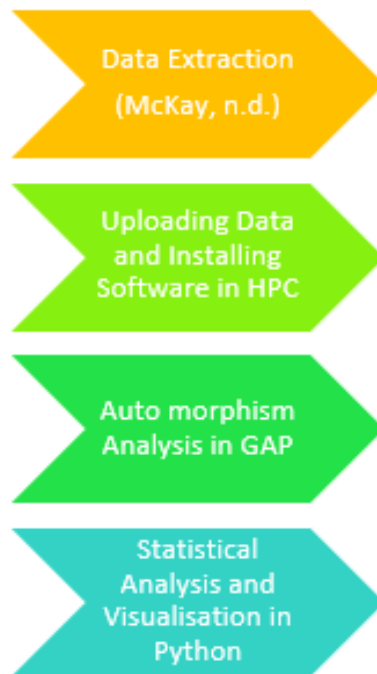 Data Extraction
(McKay, n.d.)
Uploading Data
and Installing
Software in HPC
Auto morphism
Analysis in GAP
Statistical
Analysis and
Visualisation in
Python